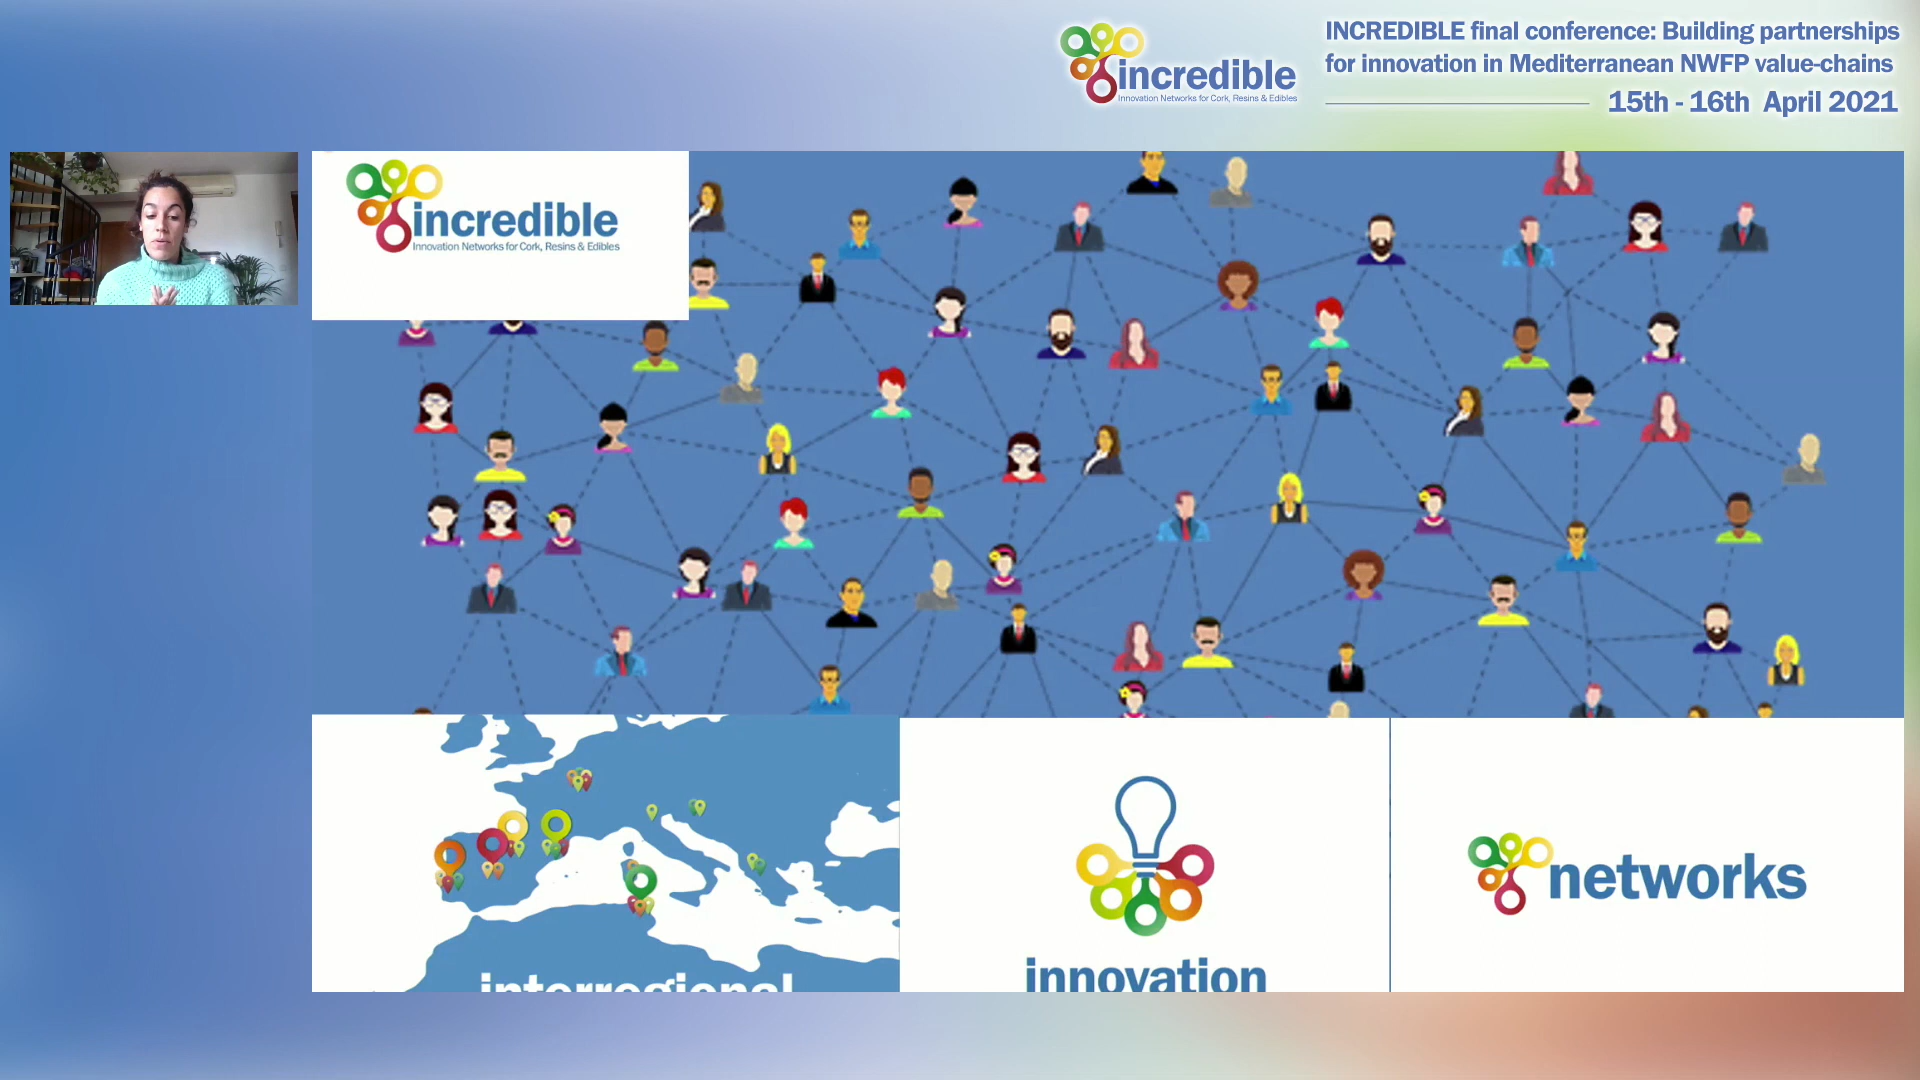 incredible
Innovation Networks for Cork, Resins & Edibles
INCREDIBLE final conference: Building partnerships
for innovation in Mediterranean NWFP value-chains
15th - 16th April 2021
incredible
Innovation Networks for Cork, Resins & Edibles
interregional
innovation
networks